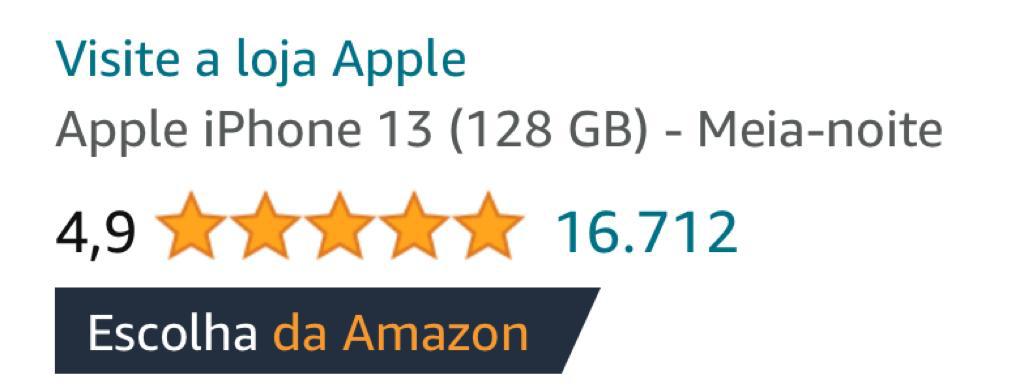 Visite a loja Apple
Apple iPhone 13 (128 GB) - Meia-noite
4,9 16.712
Escolha da Amazon